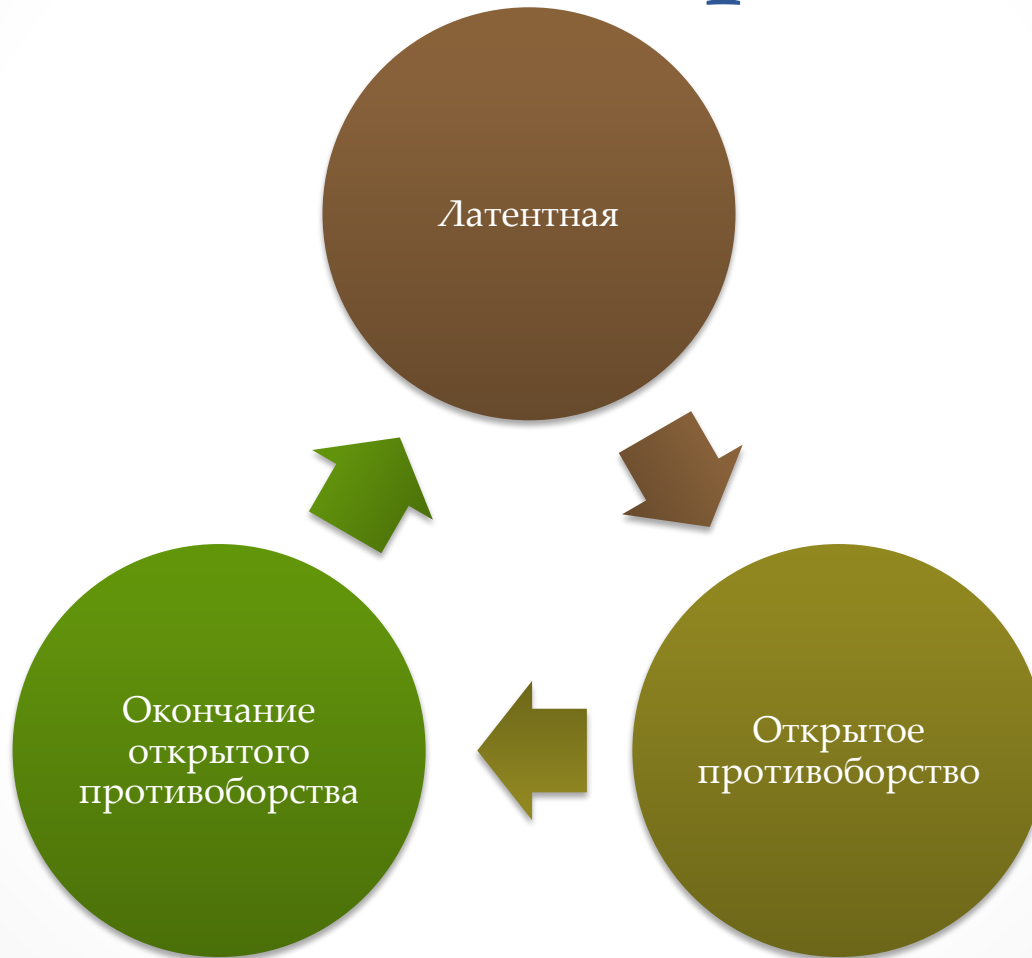 Латентная
Открытое
противоборство
Окончание
открытого
противоборства